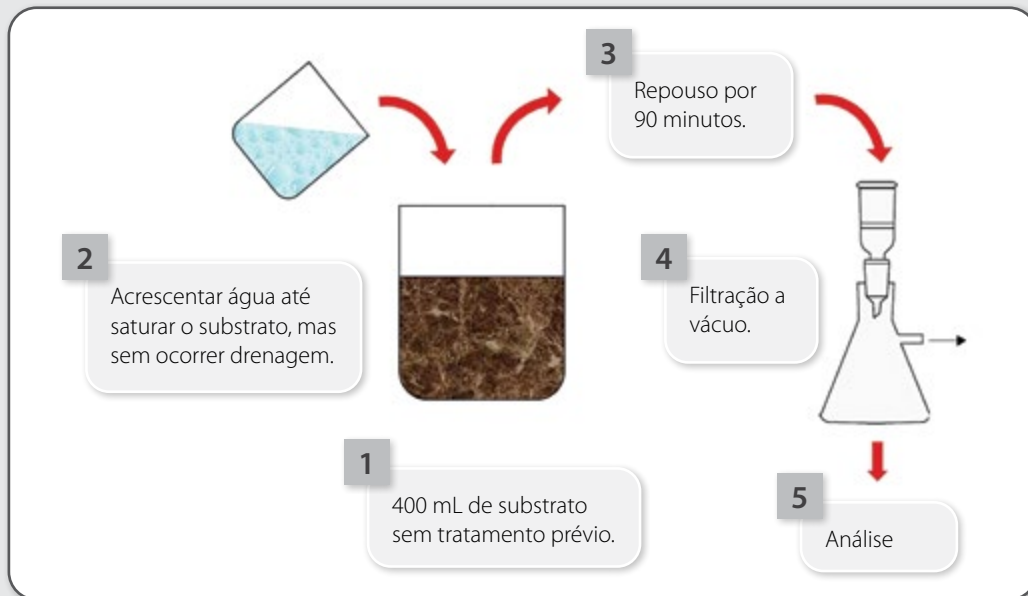 1
400 mL de substrato
sem tratamento prévio.
2
Acrescentar água até
saturar o substrato, mas
sem ocorrer drenagem.
3
Repouso por
90 minutos.
4
Filtração a
vácuo.
5
Análise